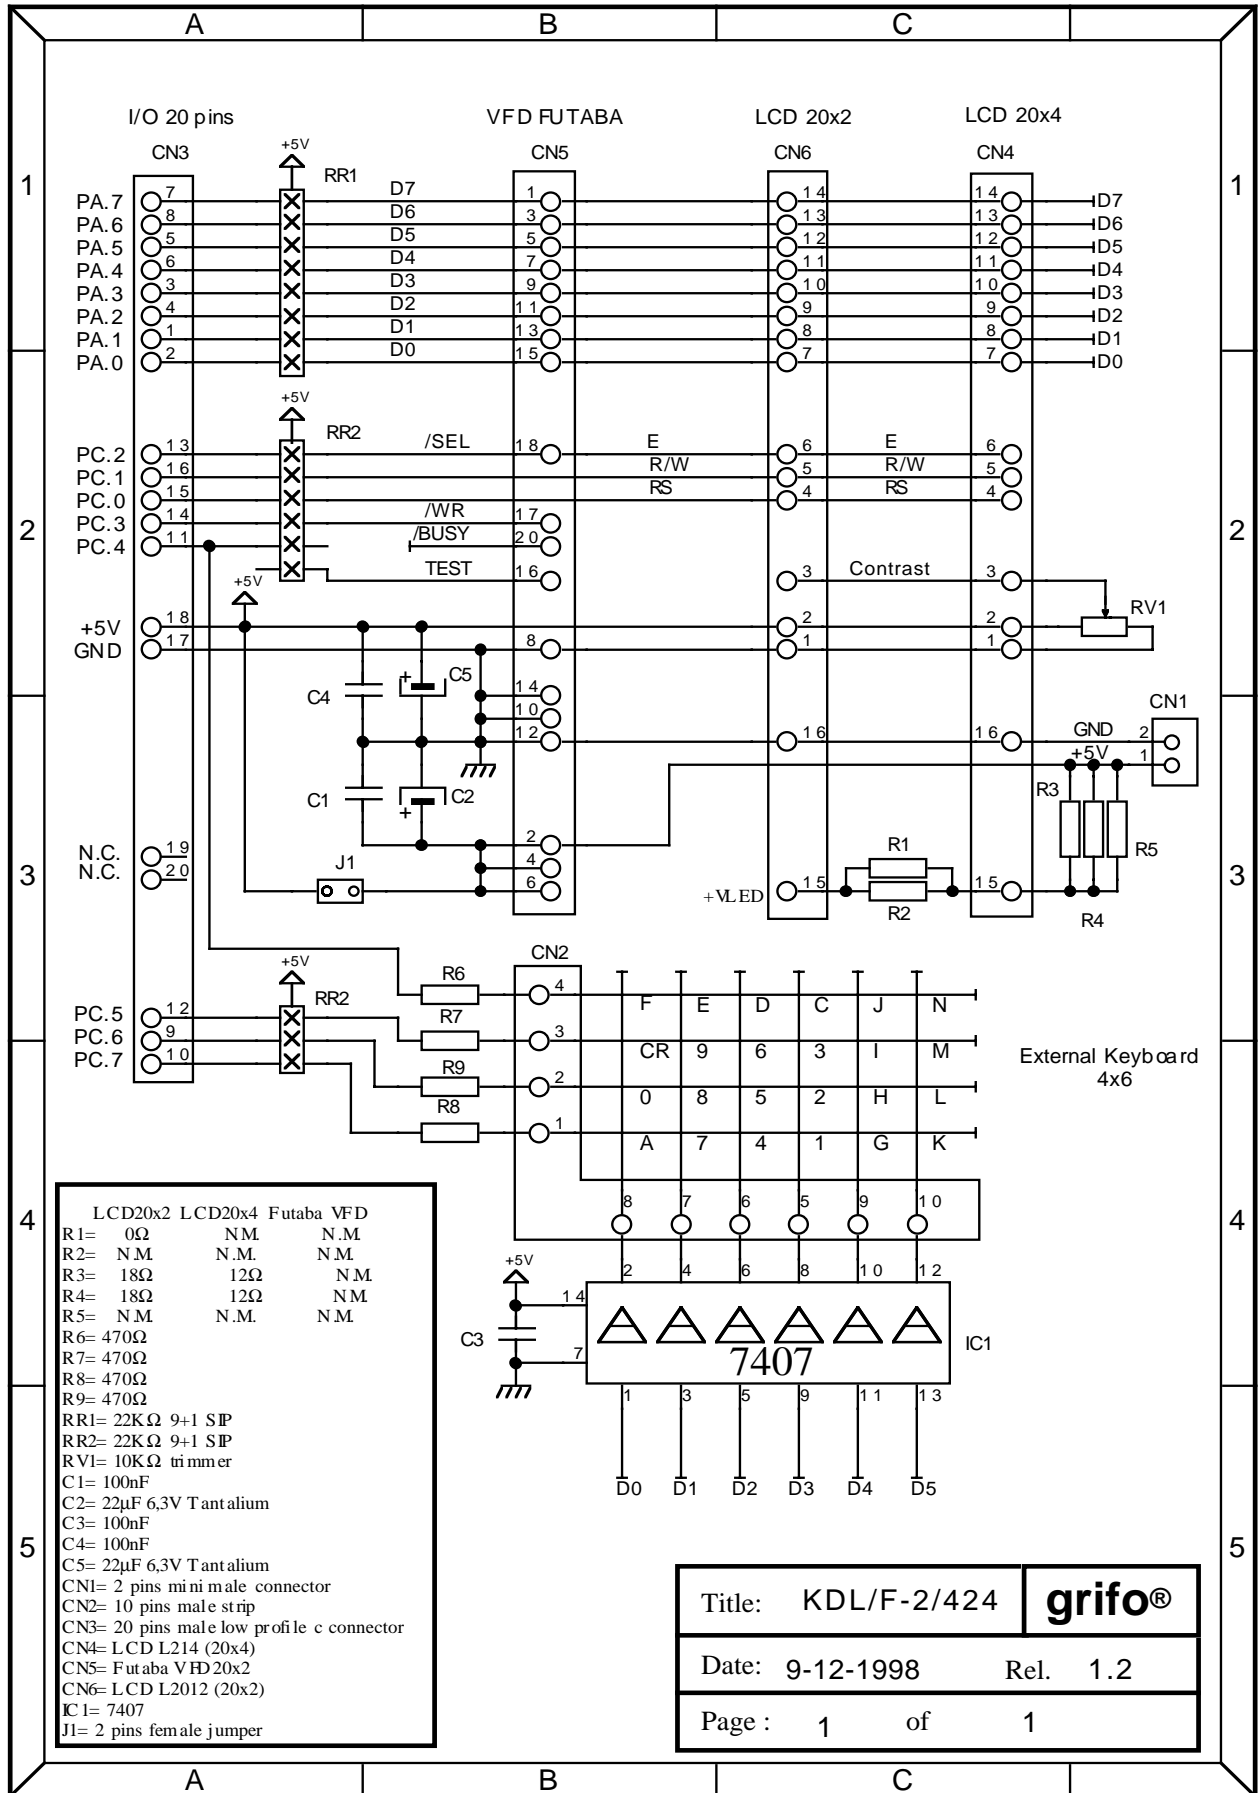 A B C
I/O 20 pins VFD FUTABA LCD 20x2 LCD 20x4
CN3 +5V RR1 CN5 CN6 CN4
1 1
PA.7 7 D7 1 14 14 D7
PA.6 8 D6 3 13 13 D6
PA.5 5 D5 5 12 12 D5
PA.4 6 D4 7 11 11 D4
PA.3 3 D3 9 10 10 D3
PA.2 4 D2 11 9 9 D2
PA.1 1 D1 13 8 8 D1
PA.0 2 D0 15 7 7 D0
+5V RR2
PC.2 13 /SEL 18 E 6 E 6
PC.1 16 R/W 5 R/W 5
PC.0 15 RS 4 RS 4
PC.3 14 /WR 17
2 2
PC.4 11 /BUSY 20
+5V TEST 16 3 Contrast 3
+5V 18 2 2 RV1
GND 17 8 1 1
C4 + C5 14
10
12 16 16 GND 2 CN1
+5V 1
C1 + C2 R3 R5
N.C. 19 2 R1
N.C. 20 J1 4
3 3
6 +VLED 15 R2 15 R4
CN2
+5V R6 4 F E D C J N
PC.5 12 RR2 R7 3 CR 9 6 3 I M
PC.6 9 R9 2 0 8 5 2 H L
PC.7 10 R8 1 A 7 4 1 G K
External Keyboard
4x6
4 4
8 7 6 5 9 10
+5V 2 4 6 8 10 12
14
C3 7 7407 IC1
1 3 5 9 11 13
D0 D1 D2 D3 D4 D5
LCD20x2 LCD20x4 Futaba VFD
R1= 0Ω N.M. N.M.
R2= N.M. N.M. N.M.
R3= 18Ω 12Ω N.M.
R4= 18Ω 12Ω N.M.
R5= N.M. N.M. N.M.
R6= 470Ω
R7= 470Ω
R8= 470Ω
R9= 470Ω
RR1= 22KΩ 9+1 SIP
RR2= 22KΩ 9+1 SIP
RV1= 10KΩ trimmer
C1= 100nF
C2= 22µF 6,3V Tantalium
C3= 100nF
C4= 100nF
C5= 22µF 6,3V Tantalium
CN1= 2 pins minimale connector
CN2= 10 pins male strip
CN3= 20 pins male low profile c connector
CN4= LCD L214 (20x4)
CN5= Futaba VFD 20x2
CN6= LCD L2012 (20x2)
IC1= 7407
J1= 2 pins female jumper
5 5
Title: KDL/F-2/424 grifo®
Date: 9-12-1998 Rel. 1.2
Page : 1 of 1
A B C